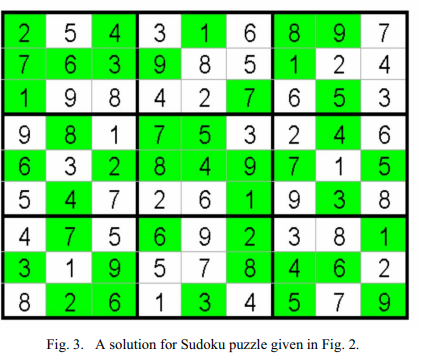 2 5 4 3 1 6 8 9 7
7 6 3 9 8 5 1 2 4
1 9 8 4 2 7 6 5 3
9 8 1 7 5 3 2 4 6
6 3 2 8 4 9 7 1 5
5 4 7 2 6 1 9 3 8
4 7 5 6 9 2 3 8 1
3 1 9 5 7 8 4 6 2
8 2 6 1 3 4 5 7 9
Fig. 3. A solution for Sudoku puzzle given in Fig. 2.